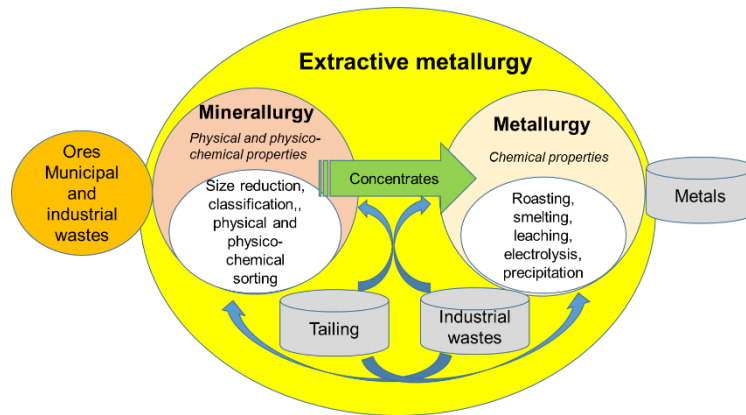 Extractive metallurgy
Minerallurgy
Physical and physico-
chemical properties
Size reduction,
classification,,
physical and
physico-
chemical
sorting
Ores
Municipal
and
industrial
wastes
Concentrates
Metallurgy
Chemical properties
Roasting,
smelting,
leaching,
electrolysis,
precipitation
Metals
Tailing
Industrial
wastes